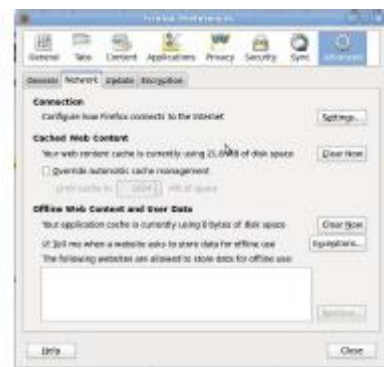 Firefox Preferences
General Tabs Content Applications Privacy Security Sync Advanced
General Network Update Encryption
Connection
Configure how Firefox connects to the Internet
Settings...
Cached Web Content
Your web content cache is currently using of disk space
Clear Now
Override automatic cache management
Limit cache to 1024 MB of space
Offline Web Content and User Data
Your application cache is currently using 0 bytes of disk space
Clear Now
Tell me when a website asks to store data for offline use
Exceptions...
The following websites are allowed to store data for offline use:
Remove...
Help
Close